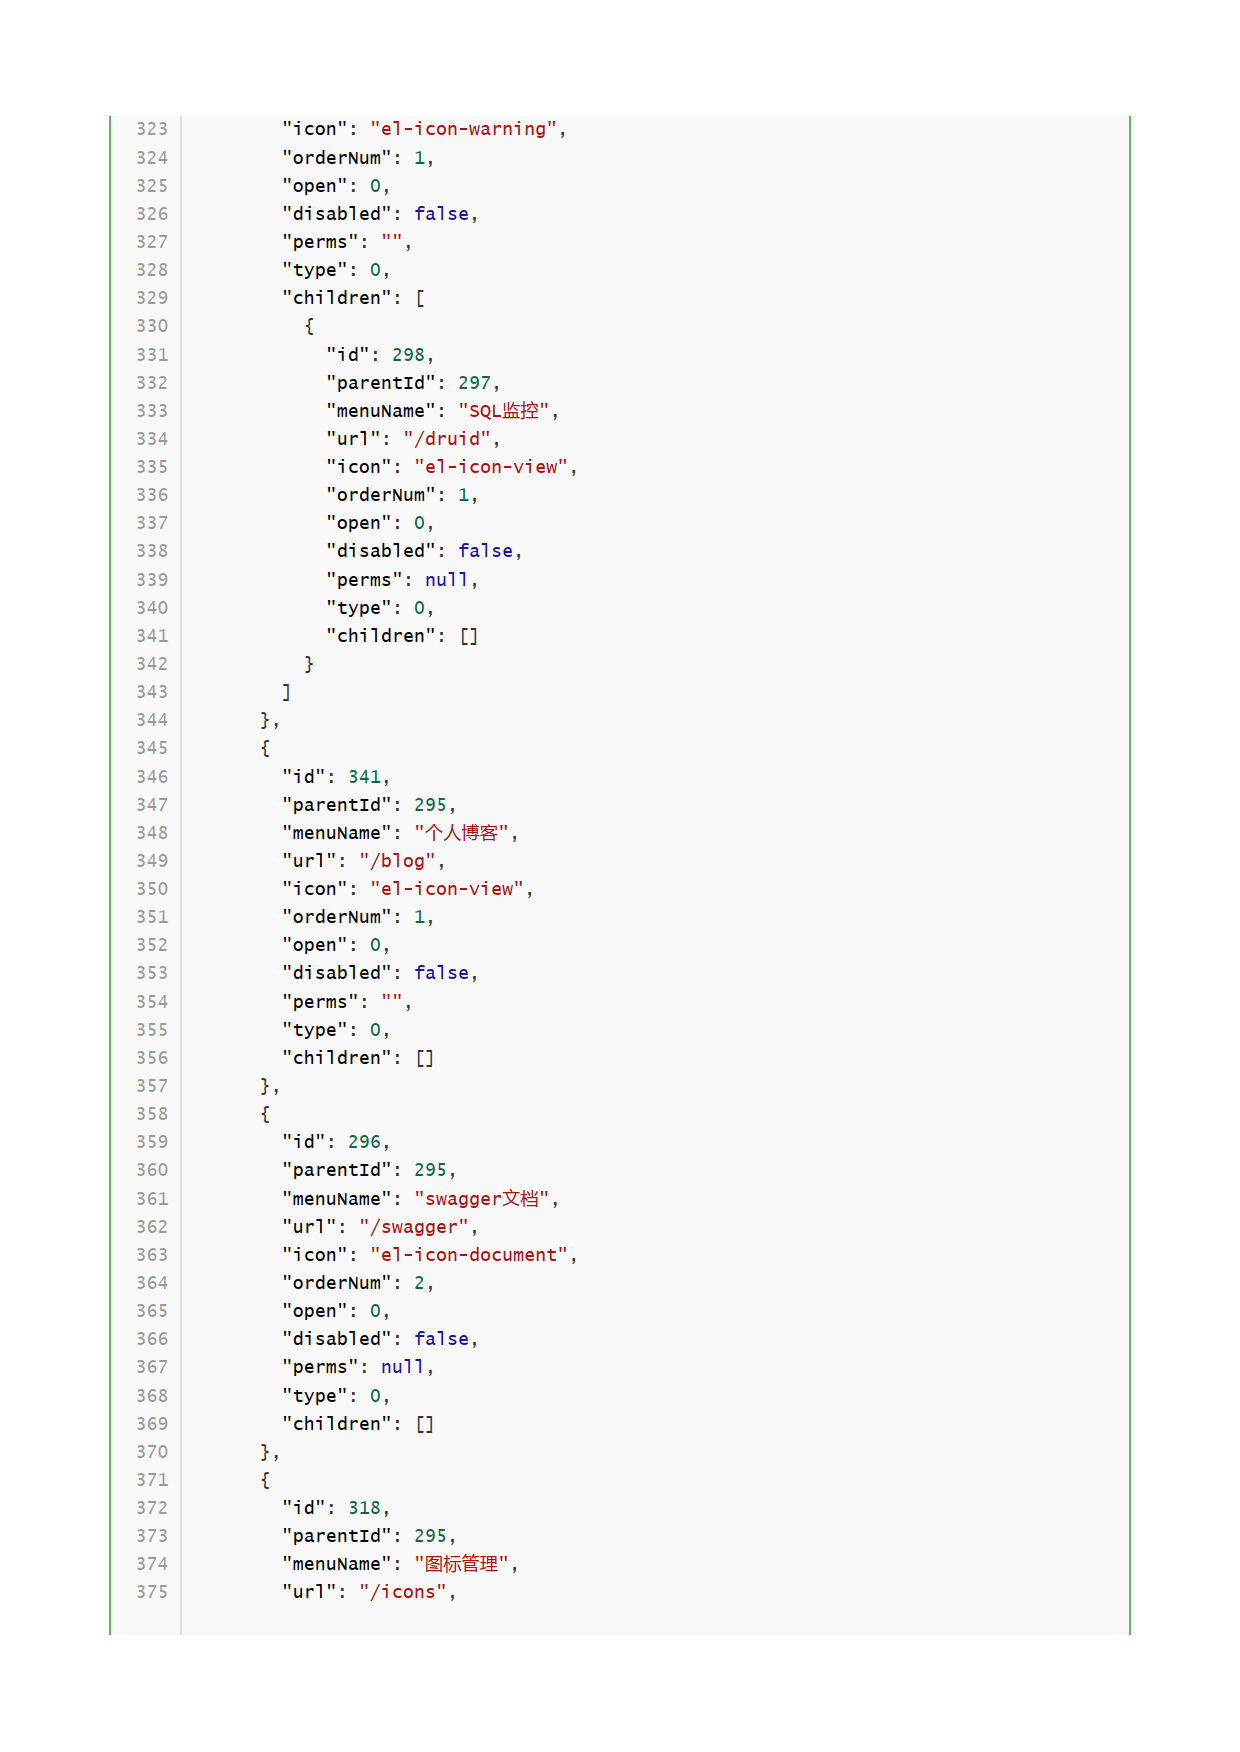 323 "icon": "el-icon-warning",
324 "orderNum": 1,
325 "open": 0,
326 "disabled": false,
327 "perms": "",
328 "type": 0,
329 "children": [
330 {
331 "id": 298,
332 "parentId": 297,
333 "menuName": "SQL监控",
334 "url": "/druid",
335 "icon": "el-icon-view",
336 "orderNum": 1,
337 "open": 0,
338 "disabled": false,
339 "perms": null,
340 "type": 0,
341 "children": []
342 }
343 ]
344 },
345 {
346 "id": 341,
347 "parentId": 295,
348 "menuName": "个人博客",
349 "url": "/blog",
350 "icon": "el-icon-view",
351 "orderNum": 1,
352 "open": 0,
353 "disabled": false,
354 "perms": "",
355 "type": 0,
356 "children": []
357 },
358 {
359 "id": 296,
360 "parentId": 295,
361 "menuName": "swagger文档",
362 "url": "/swagger",
363 "icon": "el-icon-document",
364 "orderNum": 2,
365 "open": 0,
366 "disabled": false,
367 "perms": null,
368 "type": 0,
369 "children": []
370 },
371 {
372 "id": 318,
373 "parentId": 295,
374 "menuName": "图标管理",
375 "url": "/icons",